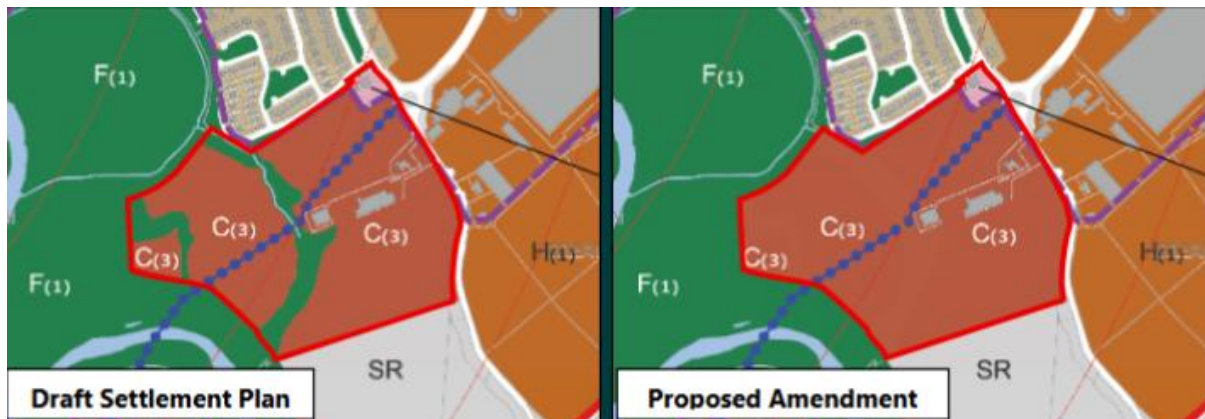 F(1)
C(3)
C(3)
C(3)
F(1)
H(1)
SR
Draft Settlement Plan
F(1)
C(3)
C(3)
C(3)
F(1)
H(1)
SR
Proposed Amendment